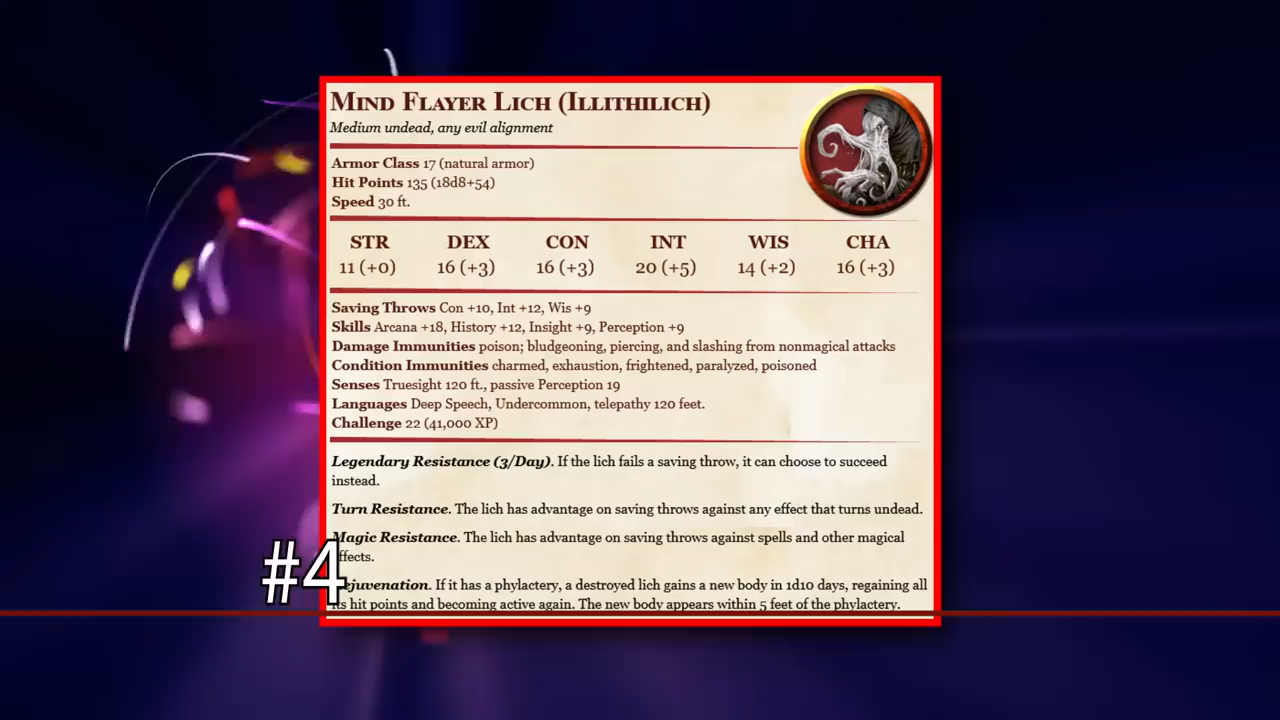 MIND FLAYER LICH (ILLITHILICH)
Medium undead, any evil alignment
Armor Class 17 (natural armor)
Hit Points 135 (18d8+54)
Speed 30 ft.
STR DEX CON INT WIS CHA
11 (+0) 16 (+3) 16 (+3) 20 (+5) 14 (+2) 16 (+3)
Saving Throws Con +10, Int +12, Wis +9
Skills Arcana +18, History +12, Insight +9, Perception +9
Damage Immunities poison; bludgeoning, piercing, and slashing from nonmagical attacks
Condition Immunities charmed, exhaustion, frightened, paralyzed, poisoned
Senses Truesight 120 ft., passive Perception 19
Languages Deep Speech, Undercommon, telepathy 120 feet.
Challenge 22 (41,000 XP)
Legendary Resistance (3/Day). If the lich fails a saving throw, it can choose to succeed
instead.
Turn Resistance. The lich has advantage on saving throws against any effect that turns undead.
Magic Resistance. The lich has advantage on saving throws against spells and other magical
effects.
#4
Rejuvenation. If it has a phylactery, a destroyed lich gains a new body in 1d10 days, regaining all
its hit points and becoming active again. The new body appears within 5 feet of the phylactery.